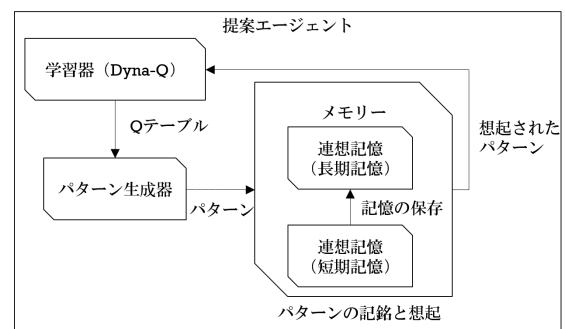 提案エージェント
学習器（Dyna-Q）
Qテーブル
パターン生成器
パターン
メモリー
連想記憶
（長期記憶）
記憶の保存
連想記憶
（短期記憶）
想起された
パターン
パターンの記銘と想起